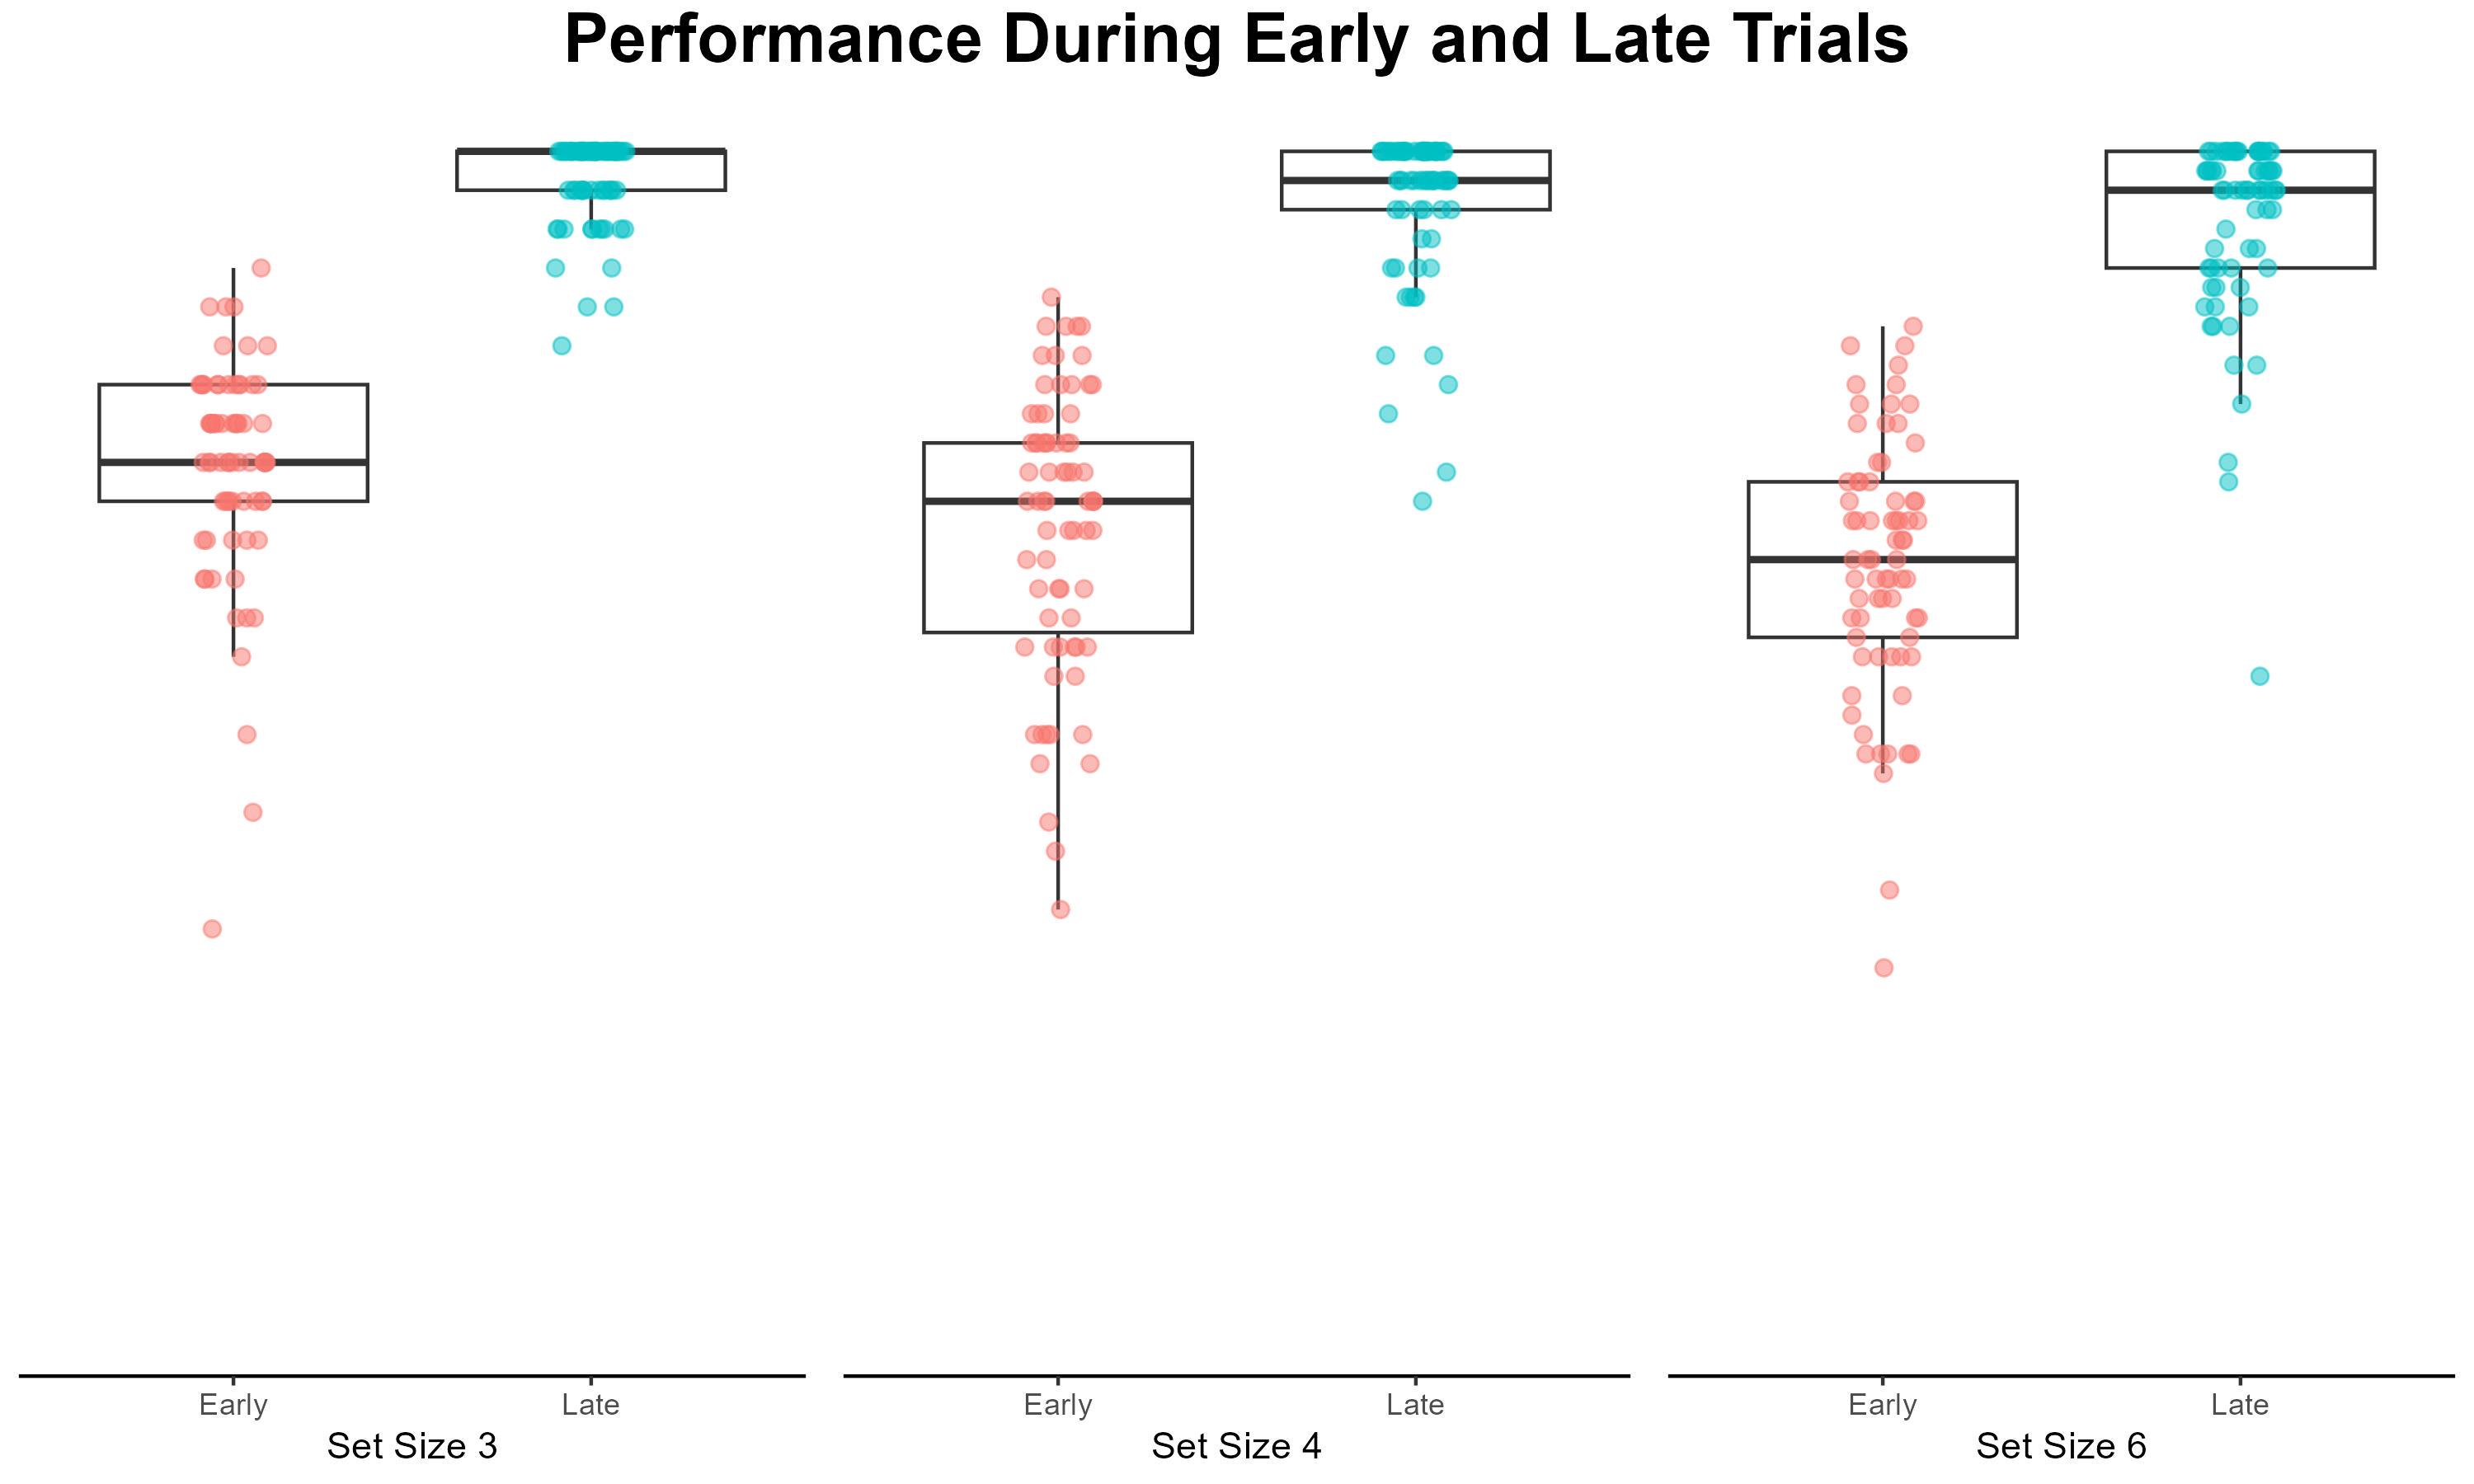 Performance During Early and Late Trials
Early Late Early Late Early Late
Set Size 3 Set Size 4 Set Size 6